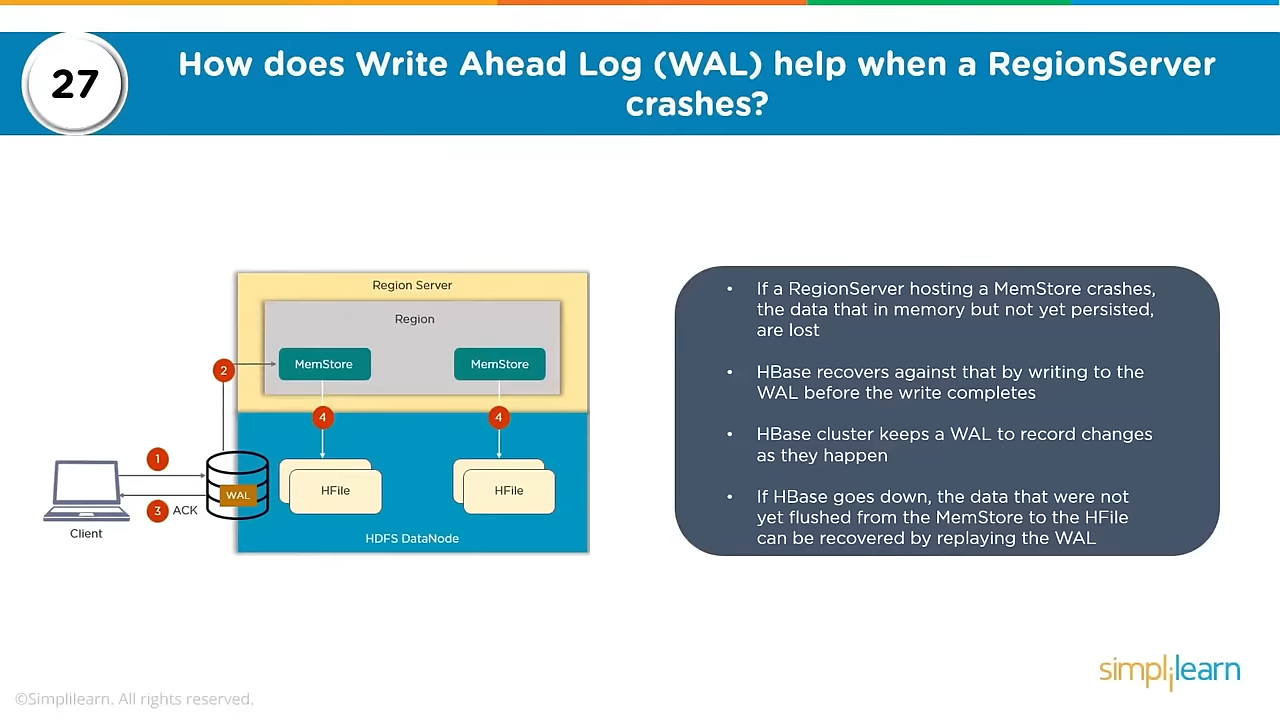 27
How does Write Ahead Log (WAL) help when a RegionServer
crashes?
Region Server
Region
MemStore
MemStore
2
4
4
1
WAL
3
ACK
Client
HFile
HFile
HDFS DataNode
• If a RegionServer hosting a MemStore crashes,
the data that in memory but not yet persisted,
are lost
• HBase recovers against that by writing to the
WAL before the write completes
• HBase cluster keeps a WAL to record changes
as they happen
• If HBase goes down, the data that were not
yet flushed from the MemStore to the HFile
can be recovered by replaying the WAL
simplilearn
©Simplilearn. All rights reserved.